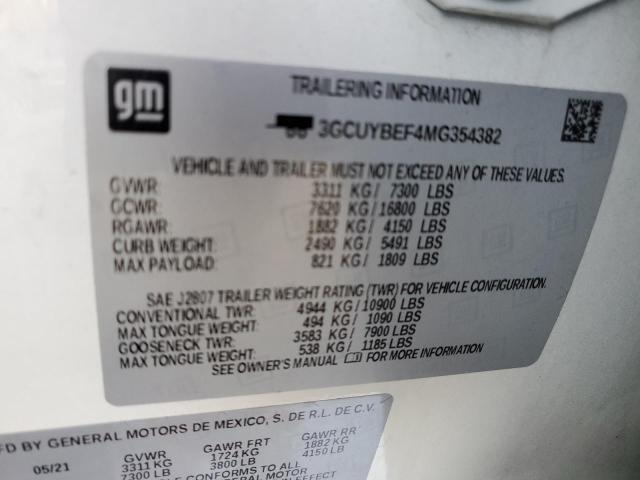 gm
TRAILERING INFORMATION
3GCUYBEF4MG354382
VEHICLE AND TRAILER MUST NOT EXCEED ANY OF THESE VALUES.
GVWR: 3311 KG/ 7300 LBS
GCWR: 7620 KG/16800 LBS
RGAWR: 1882 KG/ 4150 LBS
CURB WEIGHT: 2490 KG/ 5491 LBS
MAX PAYLOAD: 821 KG/ 1809 LBS
SAE J2807 TRAILER WEIGHT RATING (TWR) FOR VEHICLE CONFIGURATION.
CONVENTIONAL TWR: 4944 KG/10900 LBS
MAX TONGUE WEIGHT: 494 KG/ 1090 LBS
GOOSENECK TWR: 3583 KG/ 7900 LBS
MAX TONGUE WEIGHT: 538 KG/ 1185 LBS
SEE OWNER'S MANUAL FOR MORE INFORMATION
MFD BY GENERAL MOTORS DE MEXICO, S. DE R.L. DE C.V.
05/21 GVWR GAWR FRT GAWR RR
3311 KG 1724 KG 1882 KG
7300 LB 3800 LB 4150 LB
CONFORMS TO ALL